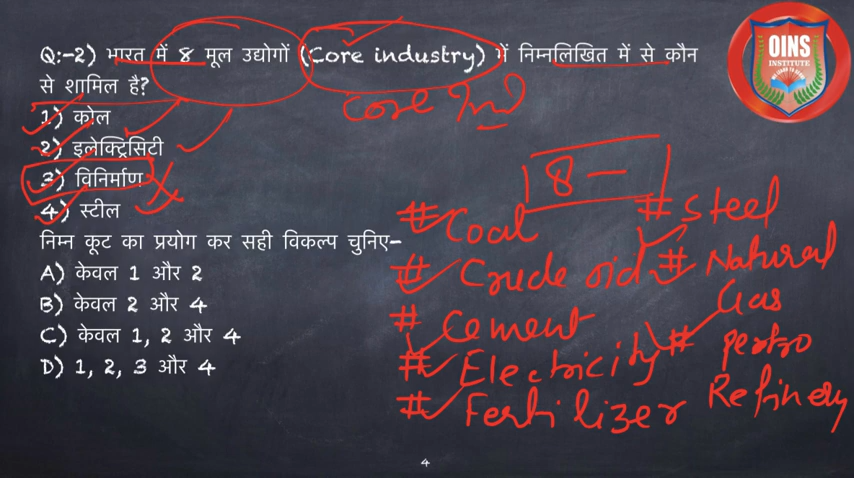 Q:-2) भारत में 8 मूल उद्योगों (Core industry) में निम्नलिखित में से कौन
से शामिल है?
1) कोल
2) इलेक्ट्रिसिटी
3) विनिर्माण
4) स्टील
निम्न कूट का प्रयोग कर सही विकल्प चुनिए-
A) केवल 1 और 2
B) केवल 2 और 4
C) केवल 1, 2 और 4
D) 1, 2, 3 और 4
OINS
INSTITUTE
Core Ind
8 -
# Coal
# Crude oid
# Cement
# Electricity
# Fertilizer
# Steel
# Natural
Gas
# Petro
Refinery
4